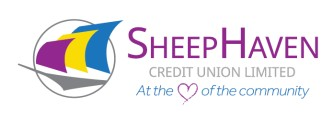 SHEEPHAVEN
CREDIT UNION LIMITED
At the of the community